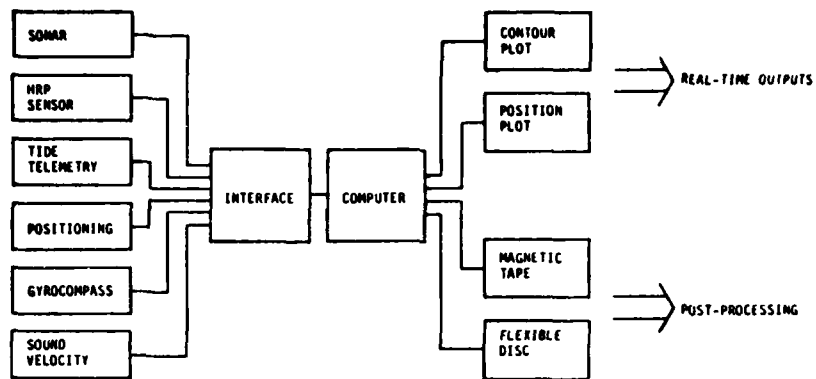 SONAR
HRP
SENSOR
TIDE
TELEMETRY
POSITIONING
GYROCOMPASS
SOUND
VELOCITY
INTERFACE
COMPUTER
CONTOUR
PLOT
POSITION
PLOT
MAGNETIC
TAPE
FLEXIBLE
DISC
REAL-TIME OUTPUTS
POST-PROCESSING